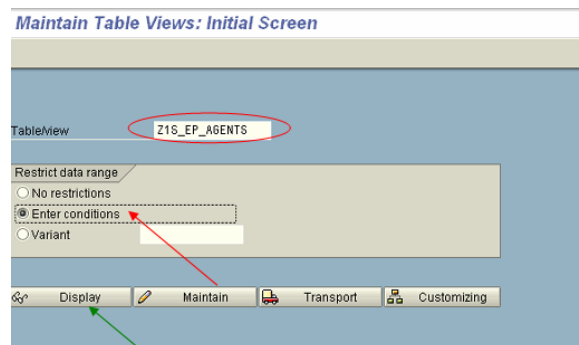 Maintain Table Views: Initial Screen
Table/view Z1S_EP_AGENTS
Restrict data range
No restrictions
Enter conditions
Variant
Display Maintain Transport Customizing